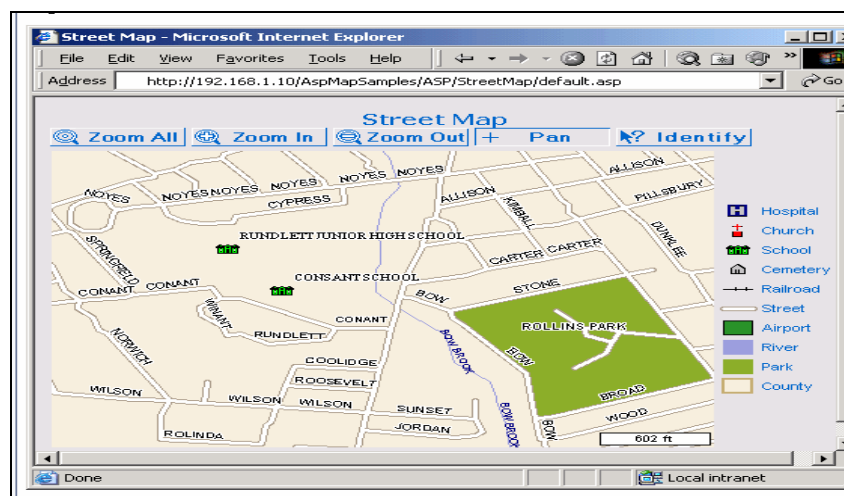 Street Map - Microsoft Internet Explorer
File Edit View Favorites Tools Help »
Address http://192.168.1.10/AspMapSamples/ASP/StreetMap/default.asp Go
Street Map
Zoom All Zoom In Zoom Out Pan Identify
NOYES NOYES NOYES NOYES NOYES NOYES ALLISON
CYPRESS ALLISON KIMBALL PILLSBURY
RUNDLETT JUNIOR HIGH SCHOOL DUNKLEE
SPRINGFIELD CARTER CARTER
CONSANT SCHOOL STONE
CONANT CONANT BOW
WINANT CONANT ROLLINS PARK
RUNDLETT
NORWICH COOLIDGE BOW BROOK BOW
ROOSEVELT
WILSON WILSON WILSON SUNSET BOW BROOK BROAD
ROLINDA JORDAN BOW WOOD
602 ft
H Hospital
Church
School
Cemetery
Railroad
Street
Airport
River
Park
County
Done Local intranet